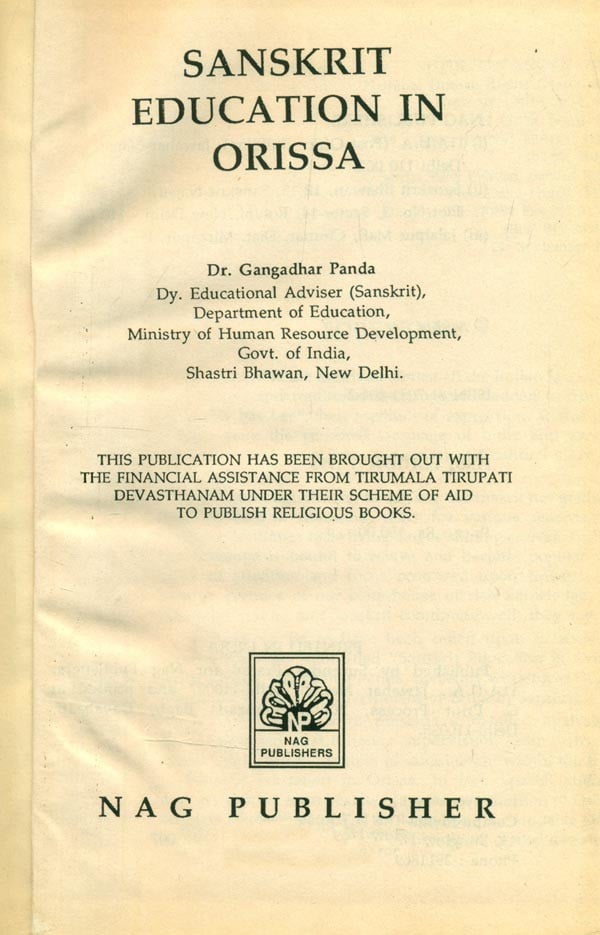 SANSKRIT
EDUCATION IN
ORISSA
Dr. Gangadhar Panda
Dy. Educational Adviser (Sanskrit),
Department of Education,
Ministry of Human Resource Development,
Govt. of India,
Shastri Bhawan, New Delhi.
THIS PUBLICATION HAS BEEN BROUGHT OUT WITH
THE FINANCIAL ASSISTANCE FROM TIRUMALA TIRUPATI
DEVASTHANAM UNDER THEIR SCHEME OF AID
TO PUBLISH RELIGIOUS BOOKS.
NP
NAG
PUBLISHERS
NAG PUBLISHER